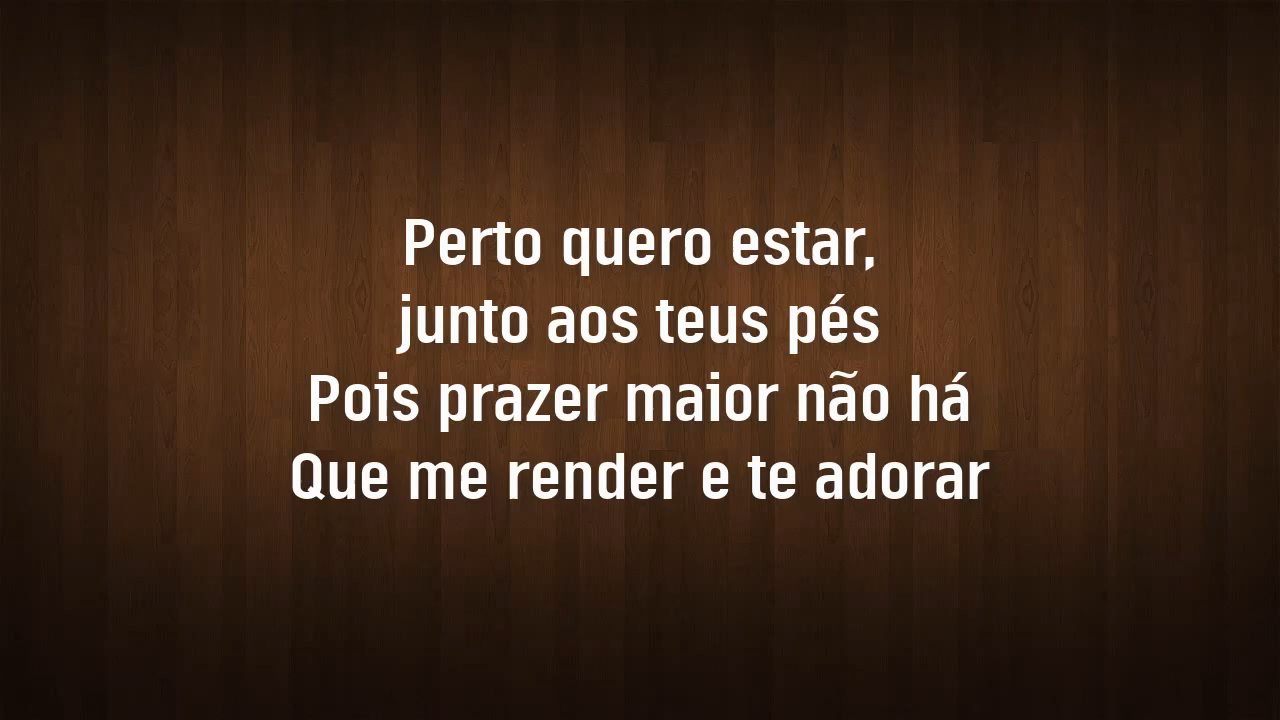 Perto quero estar,
junto aos teus pés
Pois prazer maior não há
Que me render e te adorar